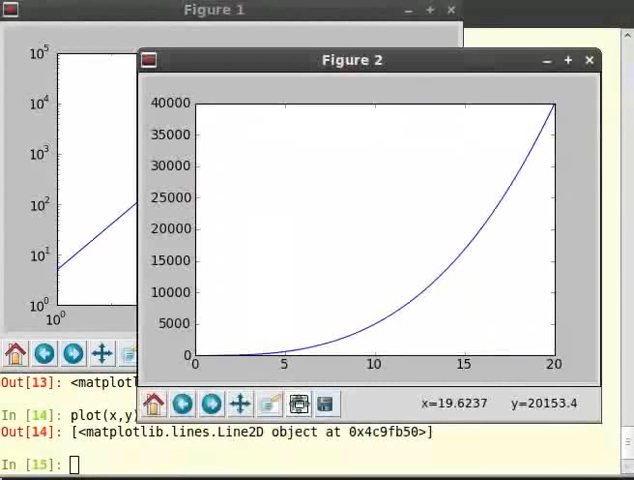 Figure 1
Figure 2
10^5
10^4
10^3
10^2
10^1
10^0
10^0
40000
35000
30000
25000
20000
15000
10000
5000
0
0 5 10 15 20
x=19.6237 y=20153.4
Out[13]: <matplotl
In [14]: plot(x,y)
Out[14]: [<matplotlib.lines.Line2D object at 0x4c9fb50>]
In [15]: